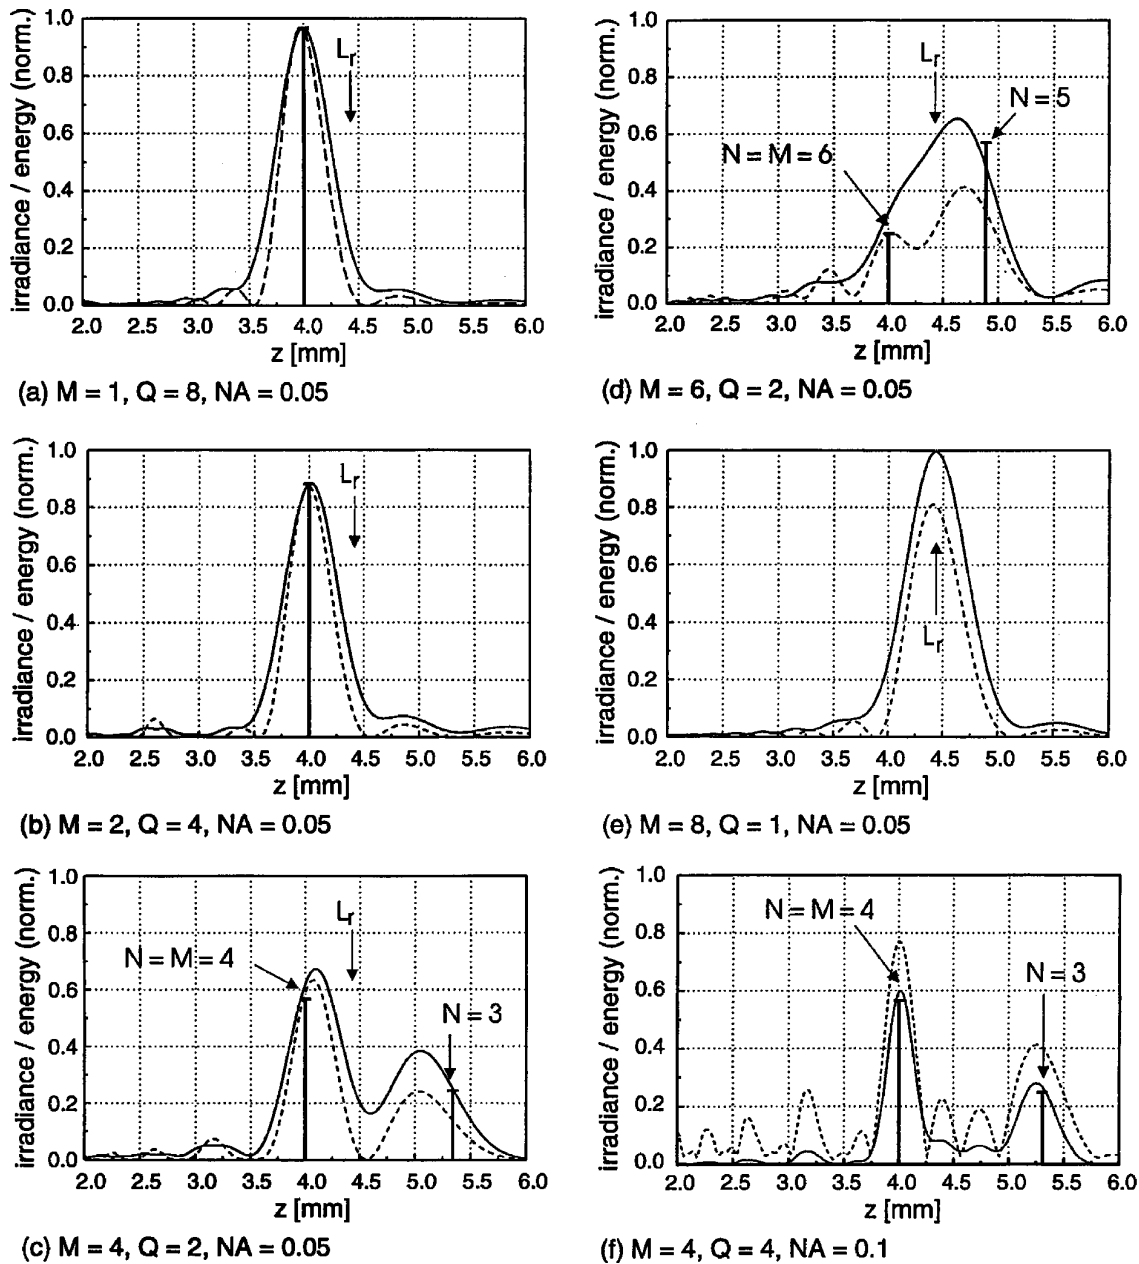 irradiance / energy (norm.)
1.0
0.8
0.6
0.4
0.2
0.0
L_r
2.0 2.5 3.0 3.5 4.0 4.5 5.0 5.5 6.0
z [mm]
(a) M = 1, Q = 8, NA = 0.05
irradiance / energy (norm.)
1.0
0.8
0.6
0.4
0.2
0.0
L_r
2.0 2.5 3.0 3.5 4.0 4.5 5.0 5.5 6.0
z [mm]
(b) M = 2, Q = 4, NA = 0.05
irradiance / energy (norm.)
1.0
0.8
0.6
0.4
0.2
0.0
L_r
N = M = 4
N = 3
2.0 2.5 3.0 3.5 4.0 4.5 5.0 5.5 6.0
z [mm]
(c) M = 4, Q = 2, NA = 0.05
irradiance / energy (norm.)
1.0
0.8
0.6
0.4
0.2
0.0
L_r
N = 5
N = M = 6
2.0 2.5 3.0 3.5 4.0 4.5 5.0 5.5 6.0
z [mm]
(d) M = 6, Q = 2, NA = 0.05
irradiance / energy (norm.)
1.0
0.8
0.6
0.4
0.2
0.0
L_r
2.0 2.5 3.0 3.5 4.0 4.5 5.0 5.5 6.0
z [mm]
(e) M = 8, Q = 1, NA = 0.05
irradiance / energy (norm.)
1.0
0.8
0.6
0.4
0.2
0.0
N = M = 4
N = 3
2.0 2.5 3.0 3.5 4.0 4.5 5.0 5.5 6.0
z [mm]
(f) M = 4, Q = 4, NA = 0.1